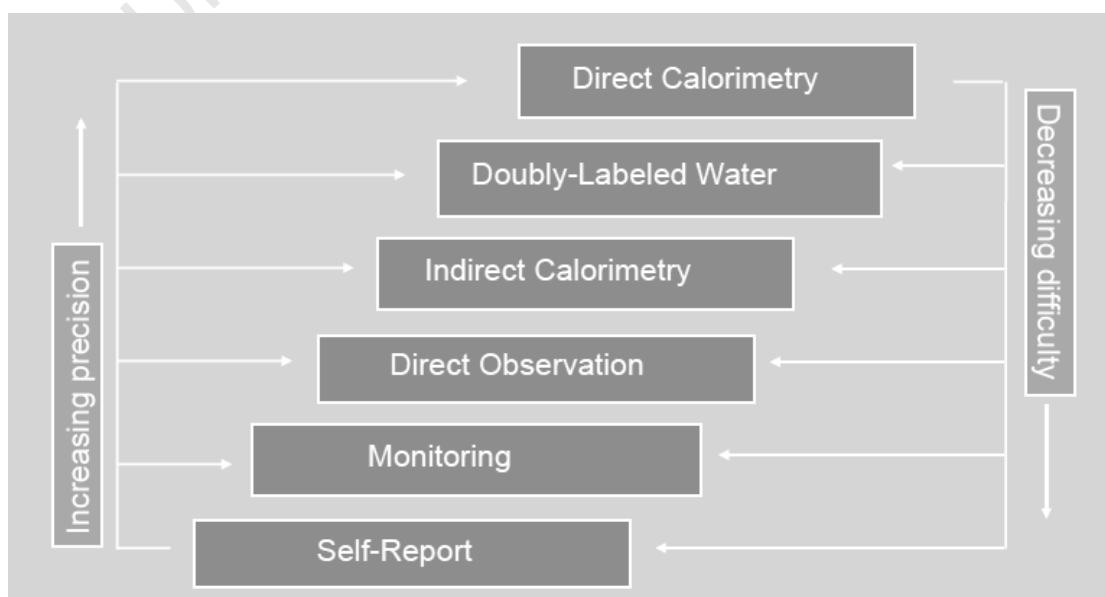 Direct Calorimetry
Doubly-Labeled Water
Indirect Calorimetry
Direct Observation
Monitoring
Self-Report
Increasing precision
Decreasing difficulty